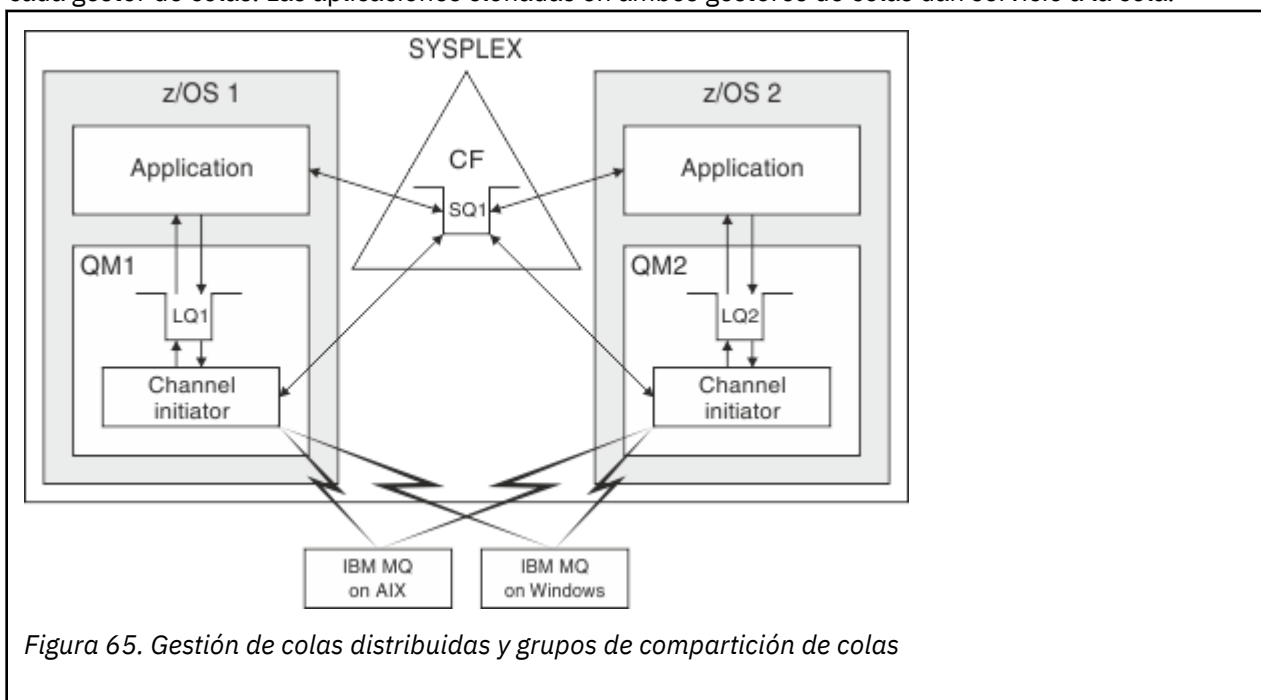 cada gestor de colas. Las aplicaciones clonadas en ambos gestores de colas dan servicio a la cola.
SYSPLEX
z/OS 1
z/OS 2
Application
CF
Application
SQ1
QM1
QM2
LQ1
LQ2
Channel
initiator
Channel
initiator
IBM MQ
on AIX
IBM MQ
on Windows
Figura 65. Gestión de colas distribuidas y grupos de compartición de colas